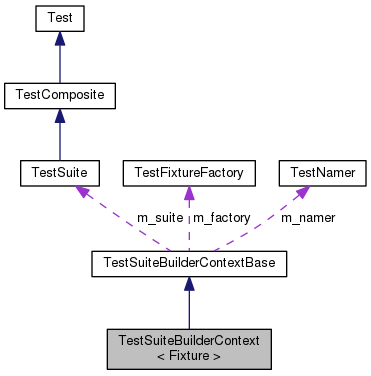 Test
TestComposite
TestSuite
TestFixtureFactory
TestNamer
m_suite
m_factory
m_namer
TestSuiteBuilderContextBase
TestSuiteBuilderContext
< Fixture >